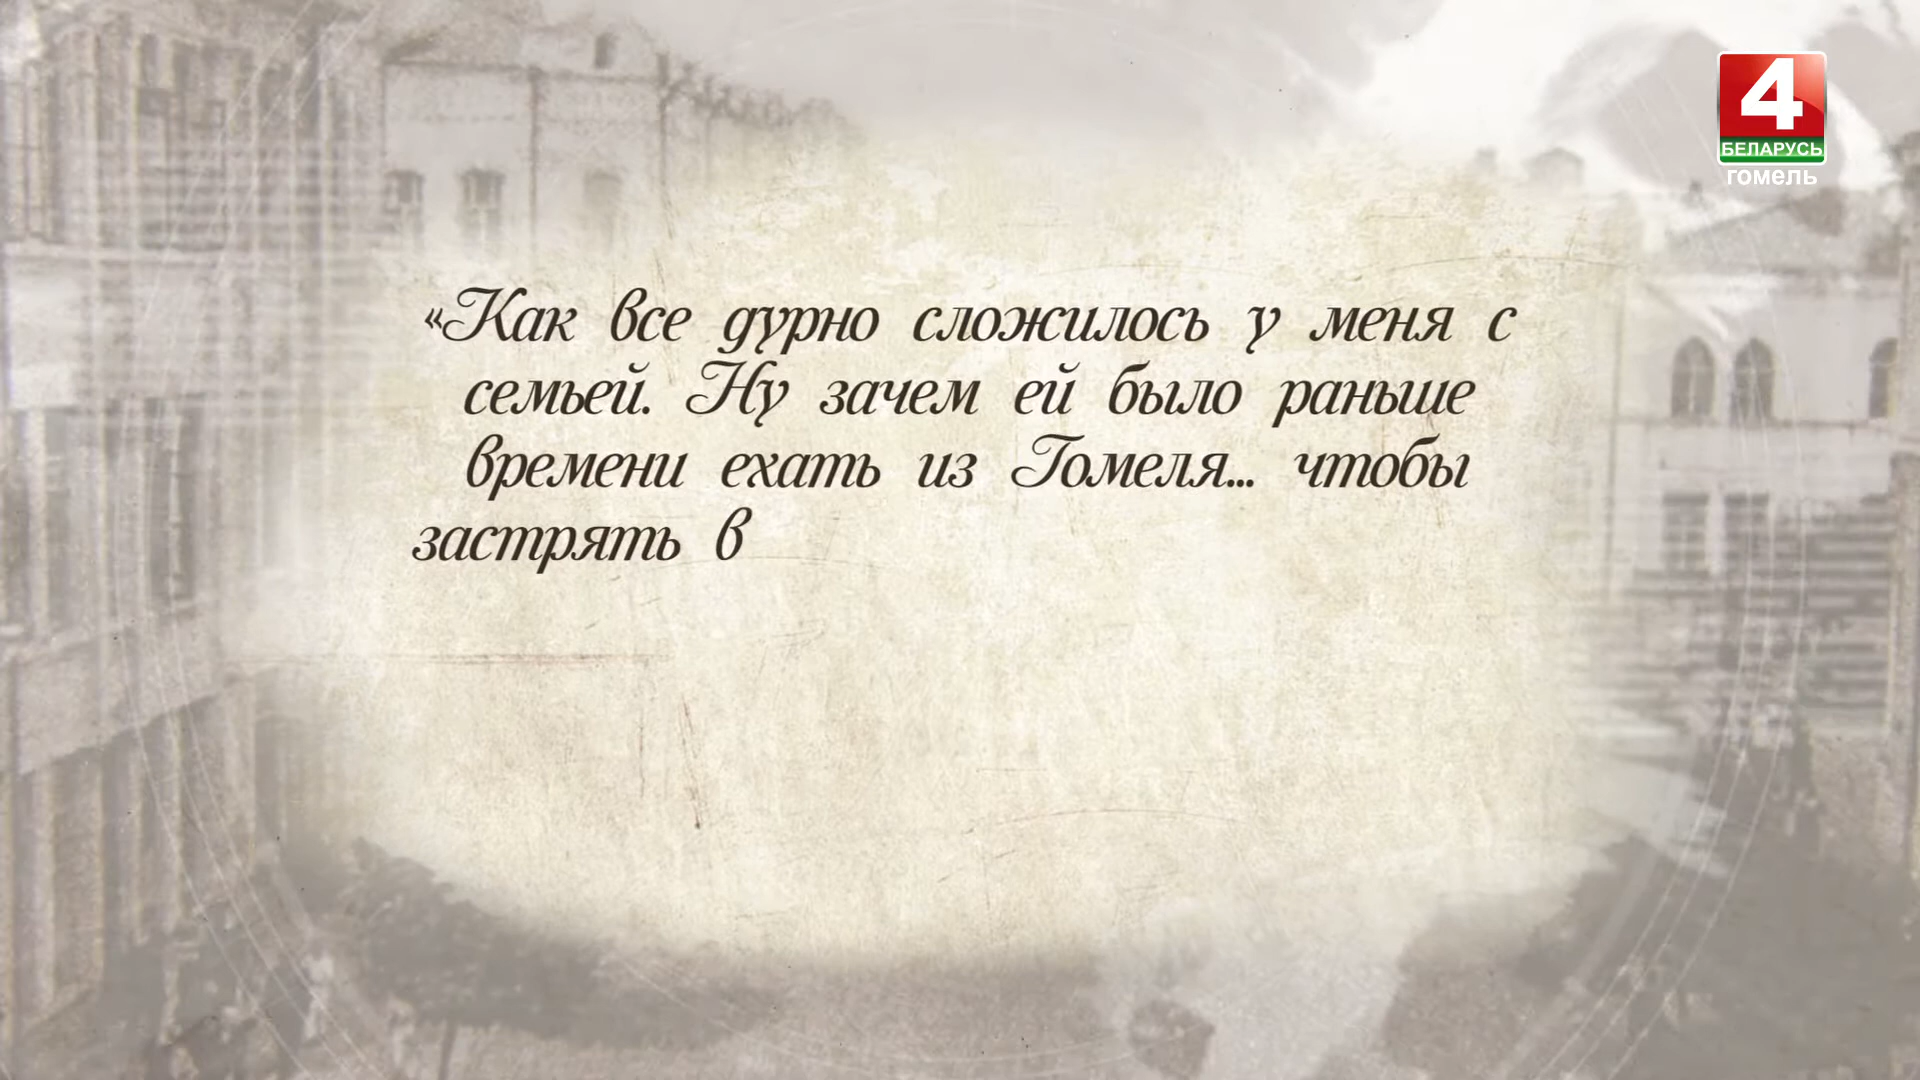 4
БЕЛАРУСЬ
гомель
«Как все дурно сложилось у меня с
семьей. Ну зачем ей было раньше
времени ехать из Гомеля... чтобы
застрять в